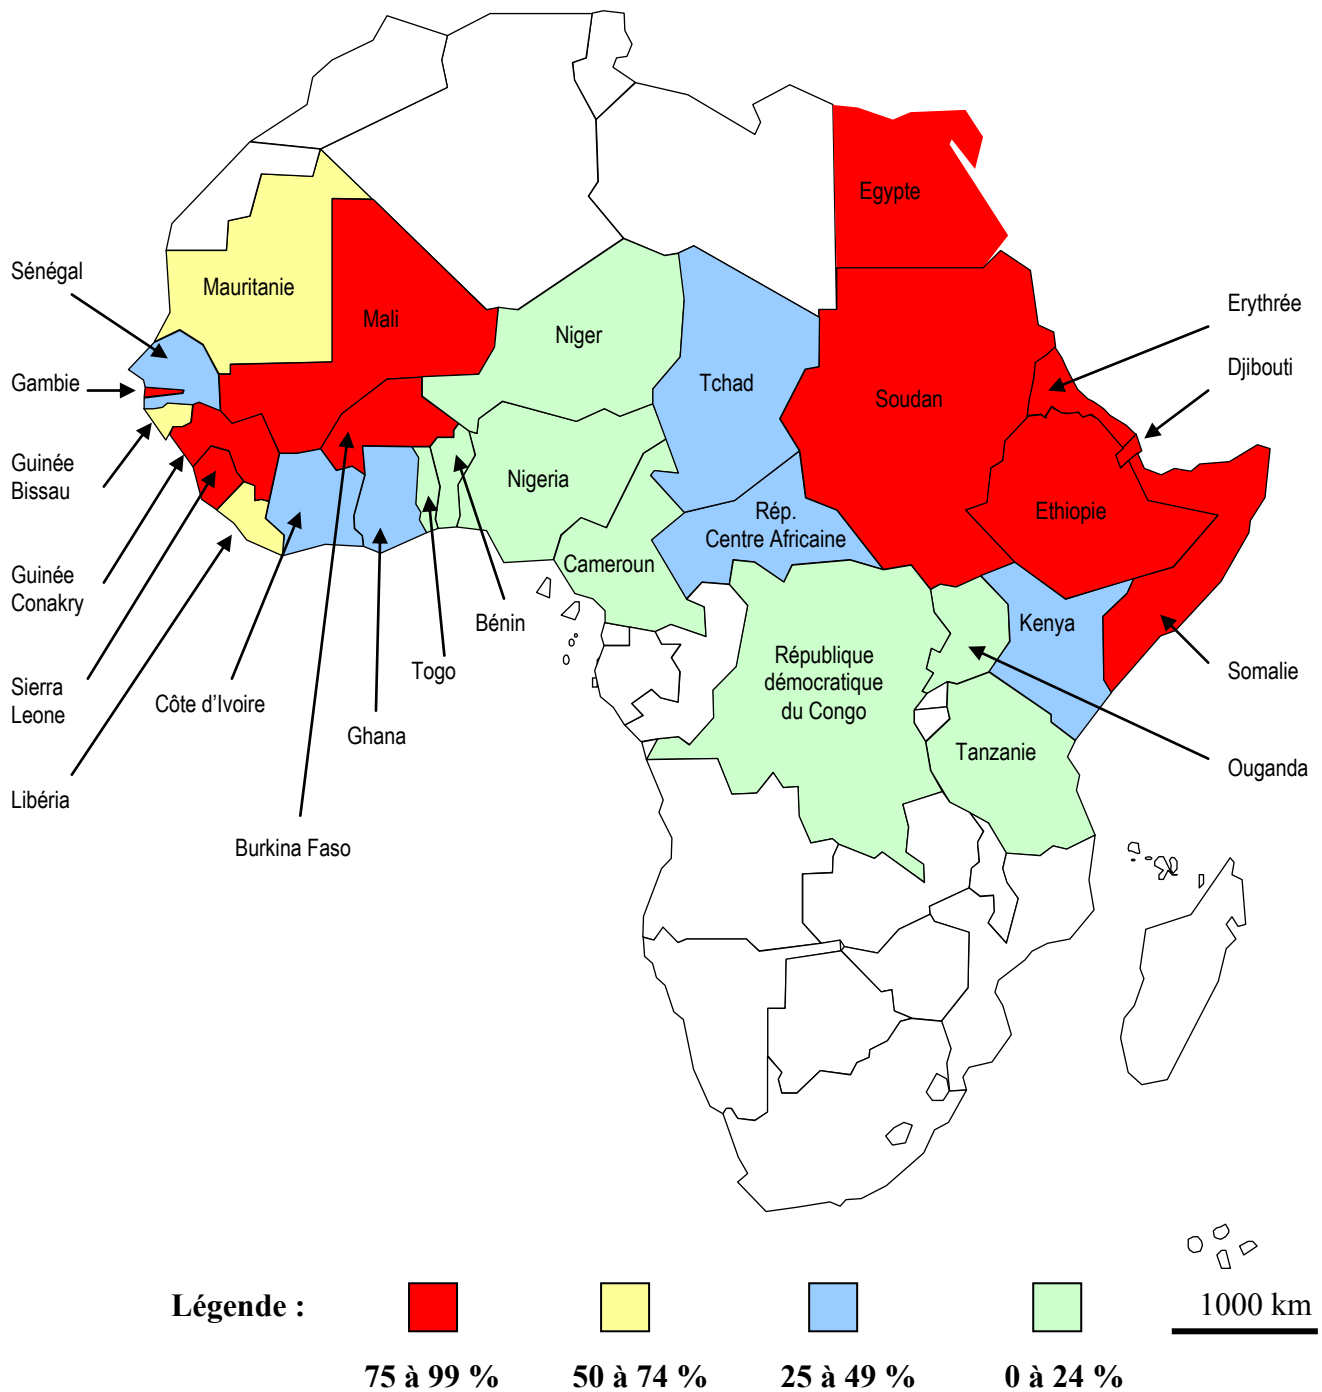 Egypte
Sénégal
Mauritanie
Mali
Niger
Tchad
Soudan
Erythrée
Djibouti
Gambie
Guinée
Bissau
Nigeria
Ethiopie
Rép.
Centre Africaine
Cameroun
Guinée
Conakry
Bénin
Kenya
Togo
République
démocratique
du Congo
Somalie
Sierra
Leone
Côte d'Ivoire
Ghana
Tanzanie
Ouganda
Libéria
Burkina Faso
Légende :
1000 km
75 à 99 %
50 à 74 %
25 à 49 %
0 à 24 %